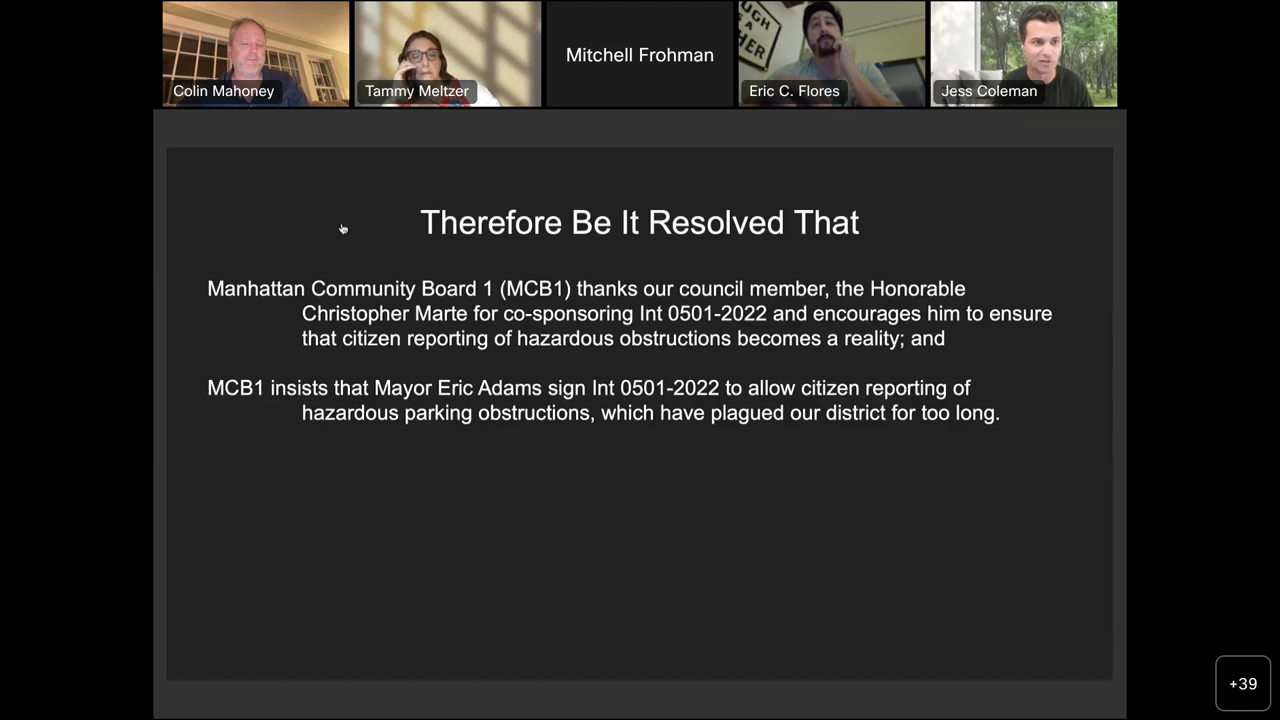 UGH
S A
HER
Colin Mahoney
Tammy Meltzer
Mitchell Frohman
Eric C. Flores
Jess Coleman
Therefore Be It Resolved That
Manhattan Community Board 1 (MCB1) thanks our council member, the Honorable
Christopher Marte for co-sponsoring Int 0501-2022 and encourages him to ensure
that citizen reporting of hazardous obstructions becomes a reality; and
MCB1 insists that Mayor Eric Adams sign Int 0501-2022 to allow citizen reporting of
hazardous parking obstructions, which have plagued our district for too long.
+39